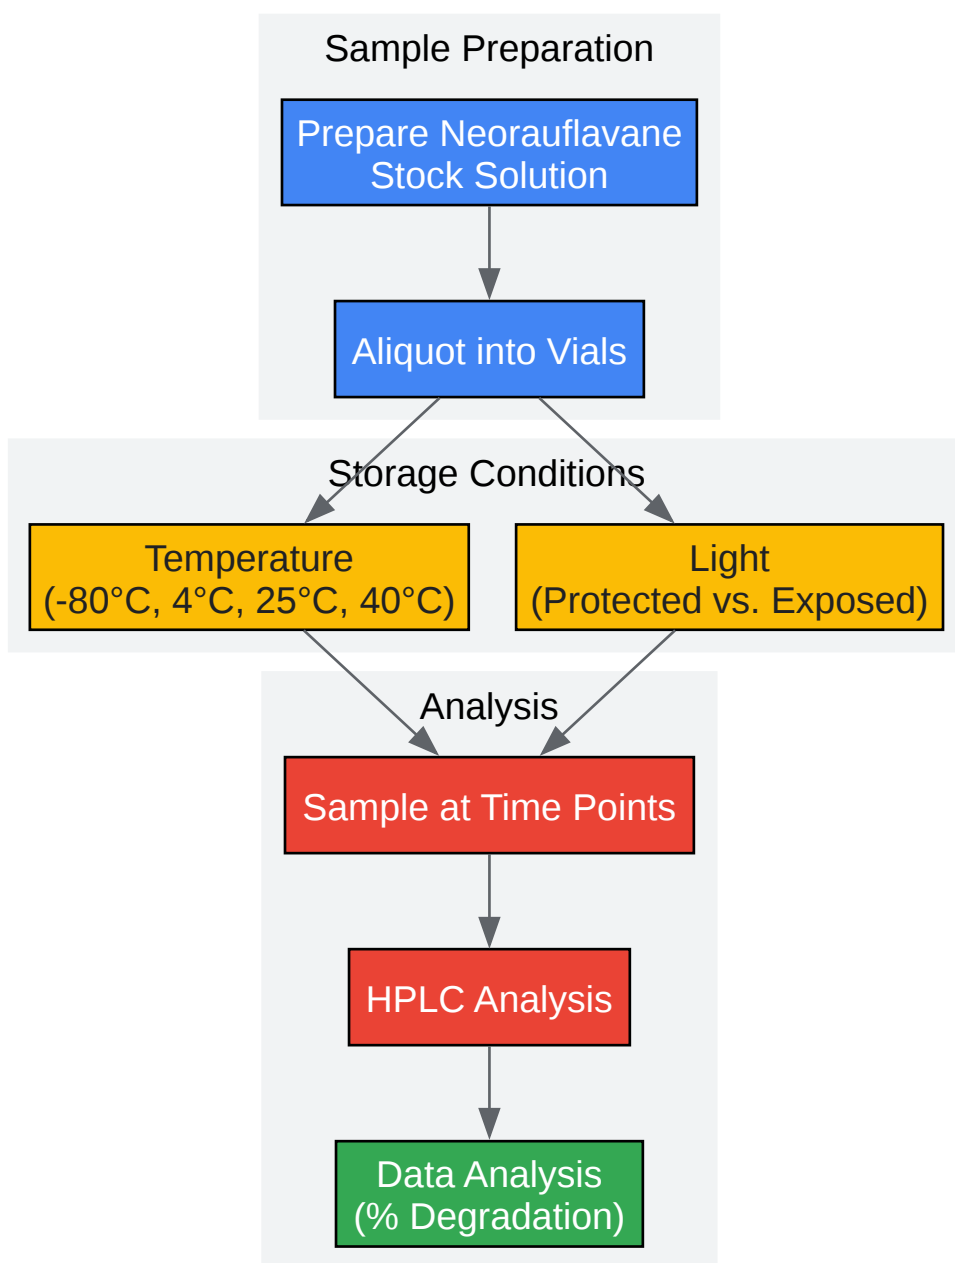 Sample Preparation
Prepare Neorauflavane
Stock Solution
Aliquot into Vials
Storage Conditions
Temperature
(-80°C, 4°C, 25°C, 40°C)
Light
(Protected vs. Exposed)
Analysis
Sample at Time Points
HPLC Analysis
Data Analysis
(% Degradation)